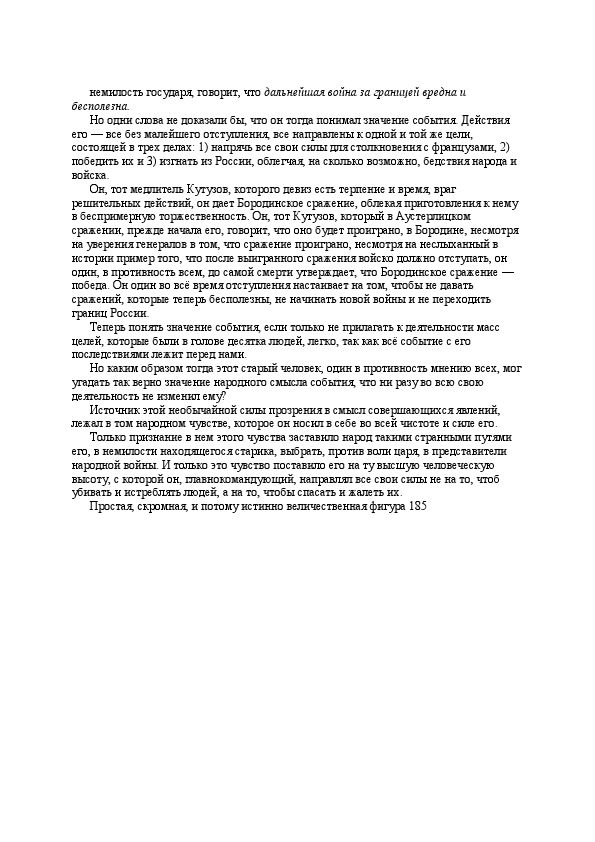 немилость государя, говорит, что дальнейшая война за границей вредна и
бесполезна.
Но одни слова не доказали бы, что он тогда понимал значение события. Действия
его — все без малейшего отступления, все направлены к одной и той же цели,
состоящей в трех делах: 1) напрячь все свои силы для столкновения с французами, 2)
победить их и 3) изгнать из России, облегчая, на сколько возможно, бедствия народа и
войска.
Он, тот медлитель Кутузов, которого девиз есть терпение и время, враг
решительных действий, он дает Бородинское сражение, облекая приготовления к нему
в беспримерную торжественность. Он, тот Кутузов, который в Аустерлицком
сражении, прежде начала его, говорит, что оно будет проиграно, в Бородине, несмотря
на уверения генералов в том, что сражение проиграно, несмотря на неслыханный в
истории пример того, что после выигранного сражения войско должно отступать, он
один, в противность всем, до самой смерти утверждает, что Бородинское сражение —
победа. Он один во всё время отступления настаивает на том, чтобы не давать
сражений, которые теперь бесполезны, не начинать новой войны и не переходить
границ России.
Теперь понять значение события, если только не прилагать к деятельности масс
целей, которые были в голове десятка людей, легко, так как всё событие с его
последствиями лежит перед нами.
Но каким образом тогда этот старый человек, один в противность мнению всех, мог
угадать так верно значение народного смысла события, что ни разу во всю свою
деятельность не изменил ему?
Источник этой необычайной силы прозрения в смысл совершающихся явлений,
лежал в том народном чувстве, которое он носил в себе во всей чистоте и силе его.
Только признание в нем этого чувства заставило народ такими странными путями
его, в немилости находящегося старика, выбрать, против воли царя, в представители
народной войны. И только это чувство поставило его на ту высшую человеческую
высоту, с которой он, главнокомандующий, направлял все свои силы не на то, чтоб
убивать и истреблять людей, а на то, чтобы спасать и жалеть их.
Простая, скромная, и потому истинно величественная фигура 185